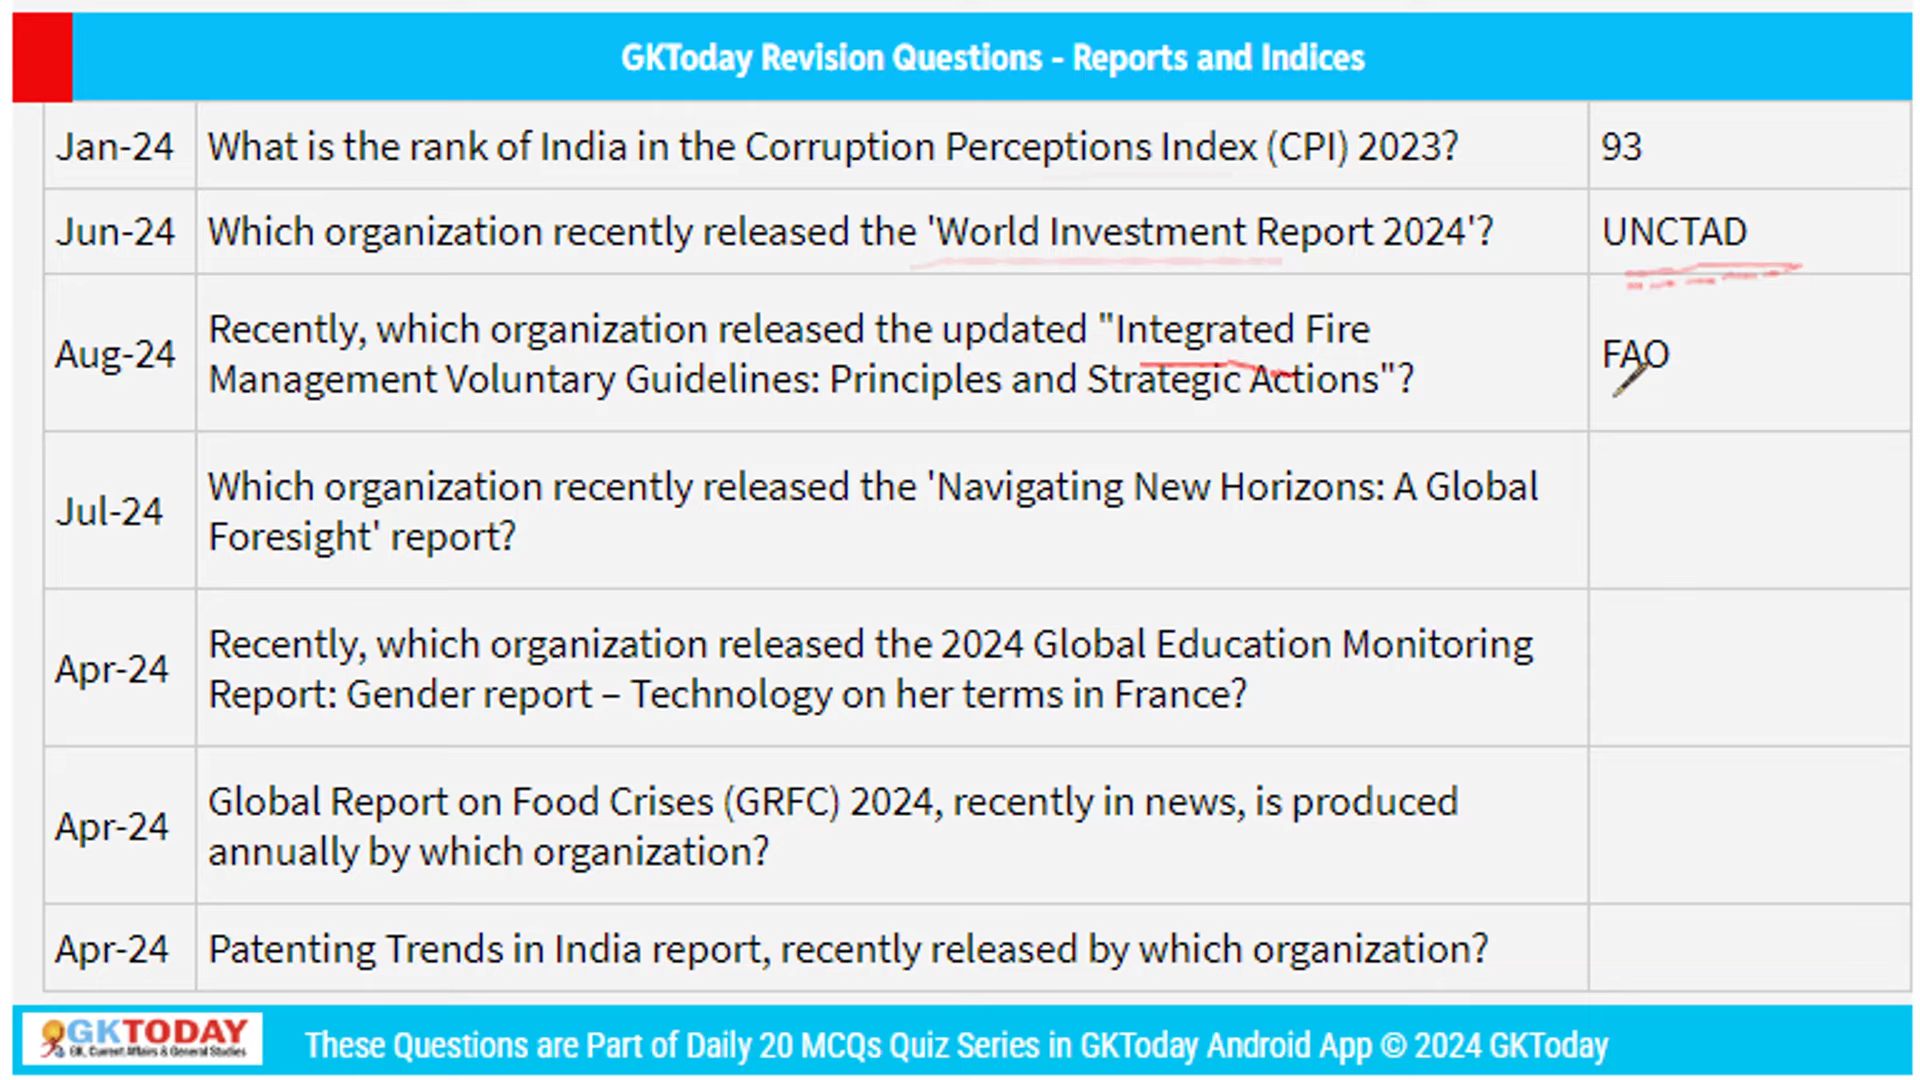 GKToday Revision Questions - Reports and Indices
Jan-24 What is the rank of India in the Corruption Perceptions Index (CPI) 2023? 93
Jun-24 Which organization recently released the 'World Investment Report 2024'? UNCTAD
Aug-24 Recently, which organization released the updated "Integrated Fire
Management Voluntary Guidelines: Principles and Strategic Actions"? FAO
Jul-24 Which organization recently released the 'Navigating New Horizons: A Global
Foresight' report?
Apr-24 Recently, which organization released the 2024 Global Education Monitoring
Report: Gender report – Technology on her terms in France?
Apr-24 Global Report on Food Crises (GRFC) 2024, recently in news, is produced
annually by which organization?
Apr-24 Patenting Trends in India report, recently released by which organization?
GKTODAY
GK, Current Affairs & General Studies
These Questions are Part of Daily 20 MCQs Quiz Series in GKToday Android App © 2024 GKToday